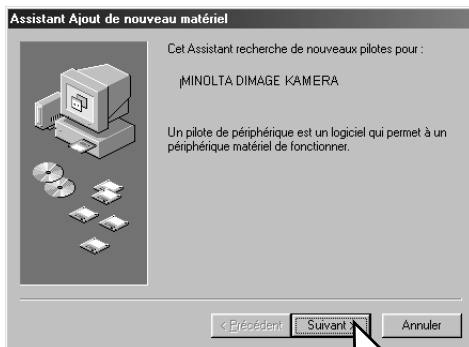 Assistant Ajout de nouveau matériel
Cet Assistant recherche de nouveaux pilotes pour :
MINOLTA DIMAGE KAMERA
Un pilote de périphérique est un logiciel qui permet à un
périphérique matériel de fonctionner.
< Précédent
Suivant >
Annuler